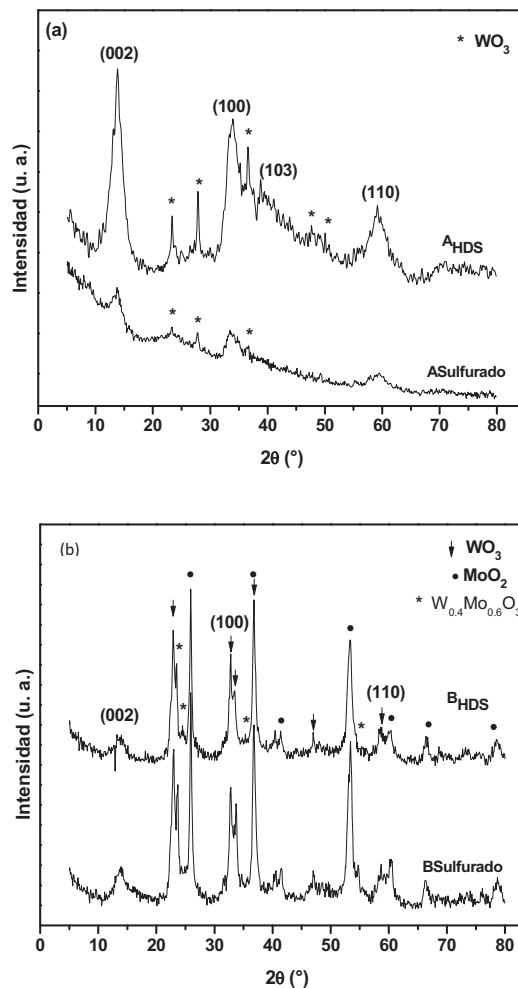 (a)
* WO3
(002)
(100)
*
(103)
* *
(110)
* *
AHDS
* * *
ASulfurado
Intensidad (u. a.)
0 10 20 30 40 50 60 70 80
2θ (°)
(b)
WO3
• MoO2
* W0.4Mo0.6O3
(100)
(110)
(002)
BHDS
BSulfurado
Intensidad (u. a.)
0 10 20 30 40 50 60 70 80
2θ (°)